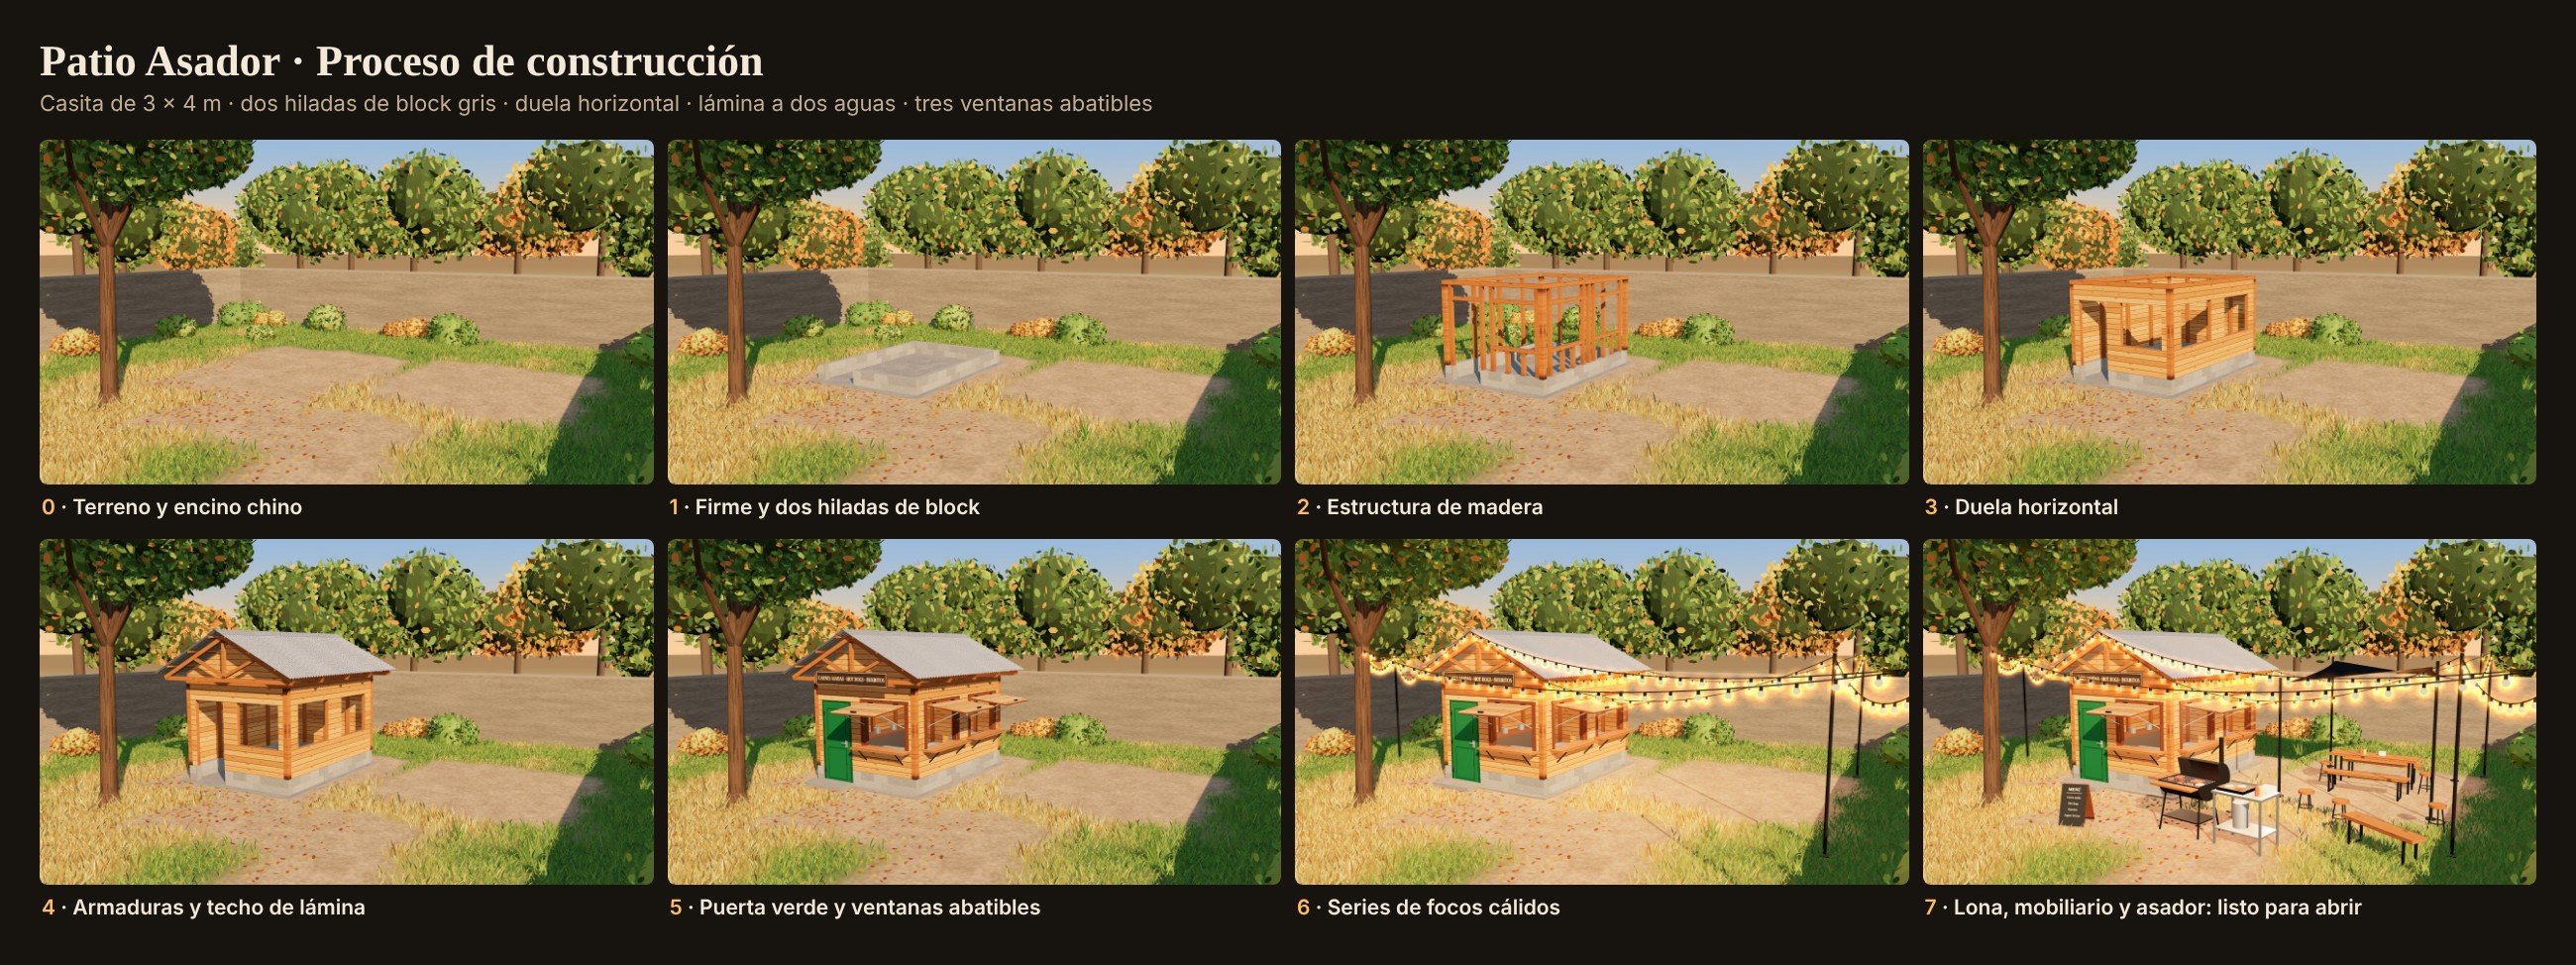 Patio Asador · Proceso de construcción
Casita de 3 × 4 m · dos hiladas de block gris · duela horizontal · lámina a dos aguas · tres ventanas abatibles
0 · Terreno y encino chino
1 · Firme y dos hiladas de block
2 · Estructura de madera
3 · Duela horizontal
4 · Armaduras y techo de lámina
5 · Puerta verde y ventanas abatibles
6 · Series de focos cálidos
7 · Lona, mobiliario y asador: listo para abrir